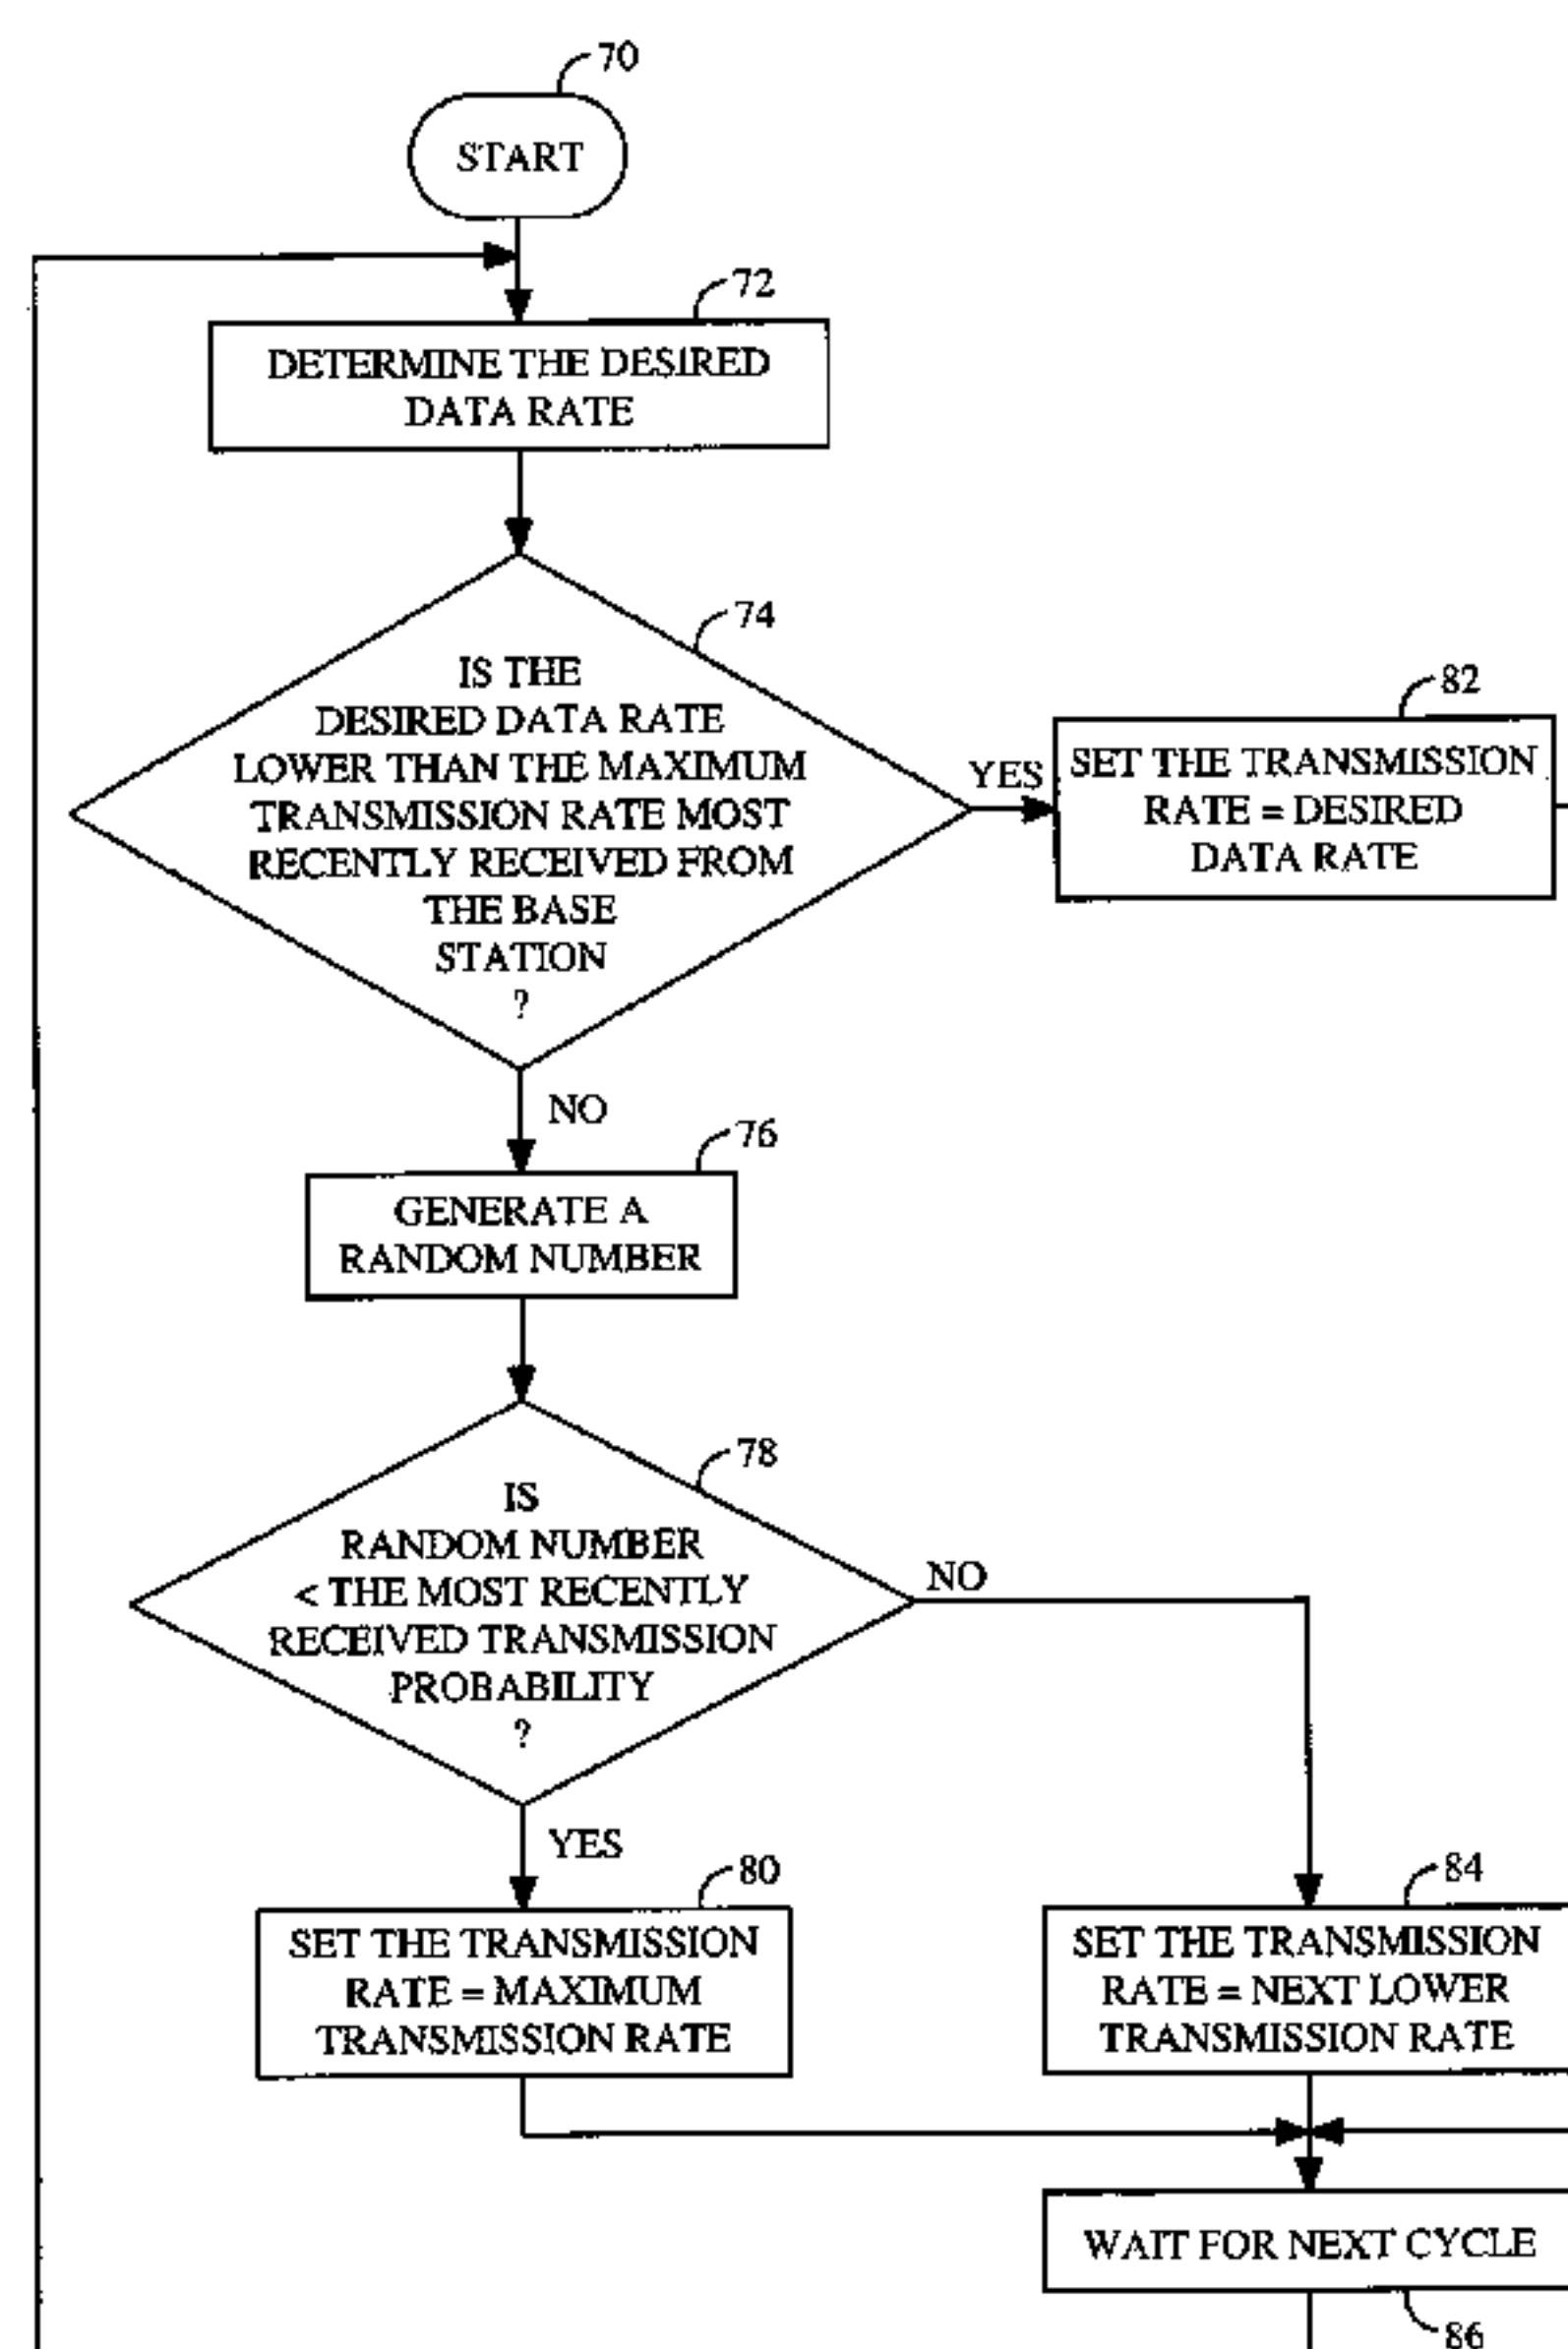 70
START
72
DETERMINE THE DESIRED
DATA RATE
74
IS THE
DESIRED DATA RATE
LOWER THAN THE MAXIMUM
TRANSMISSION RATE MOST
RECENTLY RECEIVED FROM
THE BASE
STATION
?
YES
82
SET THE TRANSMISSION
RATE = DESIRED
DATA RATE
NO
76
GENERATE A
RANDOM NUMBER
78
IS
RANDOM NUMBER
< THE MOST RECENTLY
RECEIVED TRANSMISSION
PROBABILITY
?
NO
YES
80
SET THE TRANSMISSION
RATE = MAXIMUM
TRANSMISSION RATE
84
SET THE TRANSMISSION
RATE = NEXT LOWER
TRANSMISSION RATE
WAIT FOR NEXT CYCLE
86